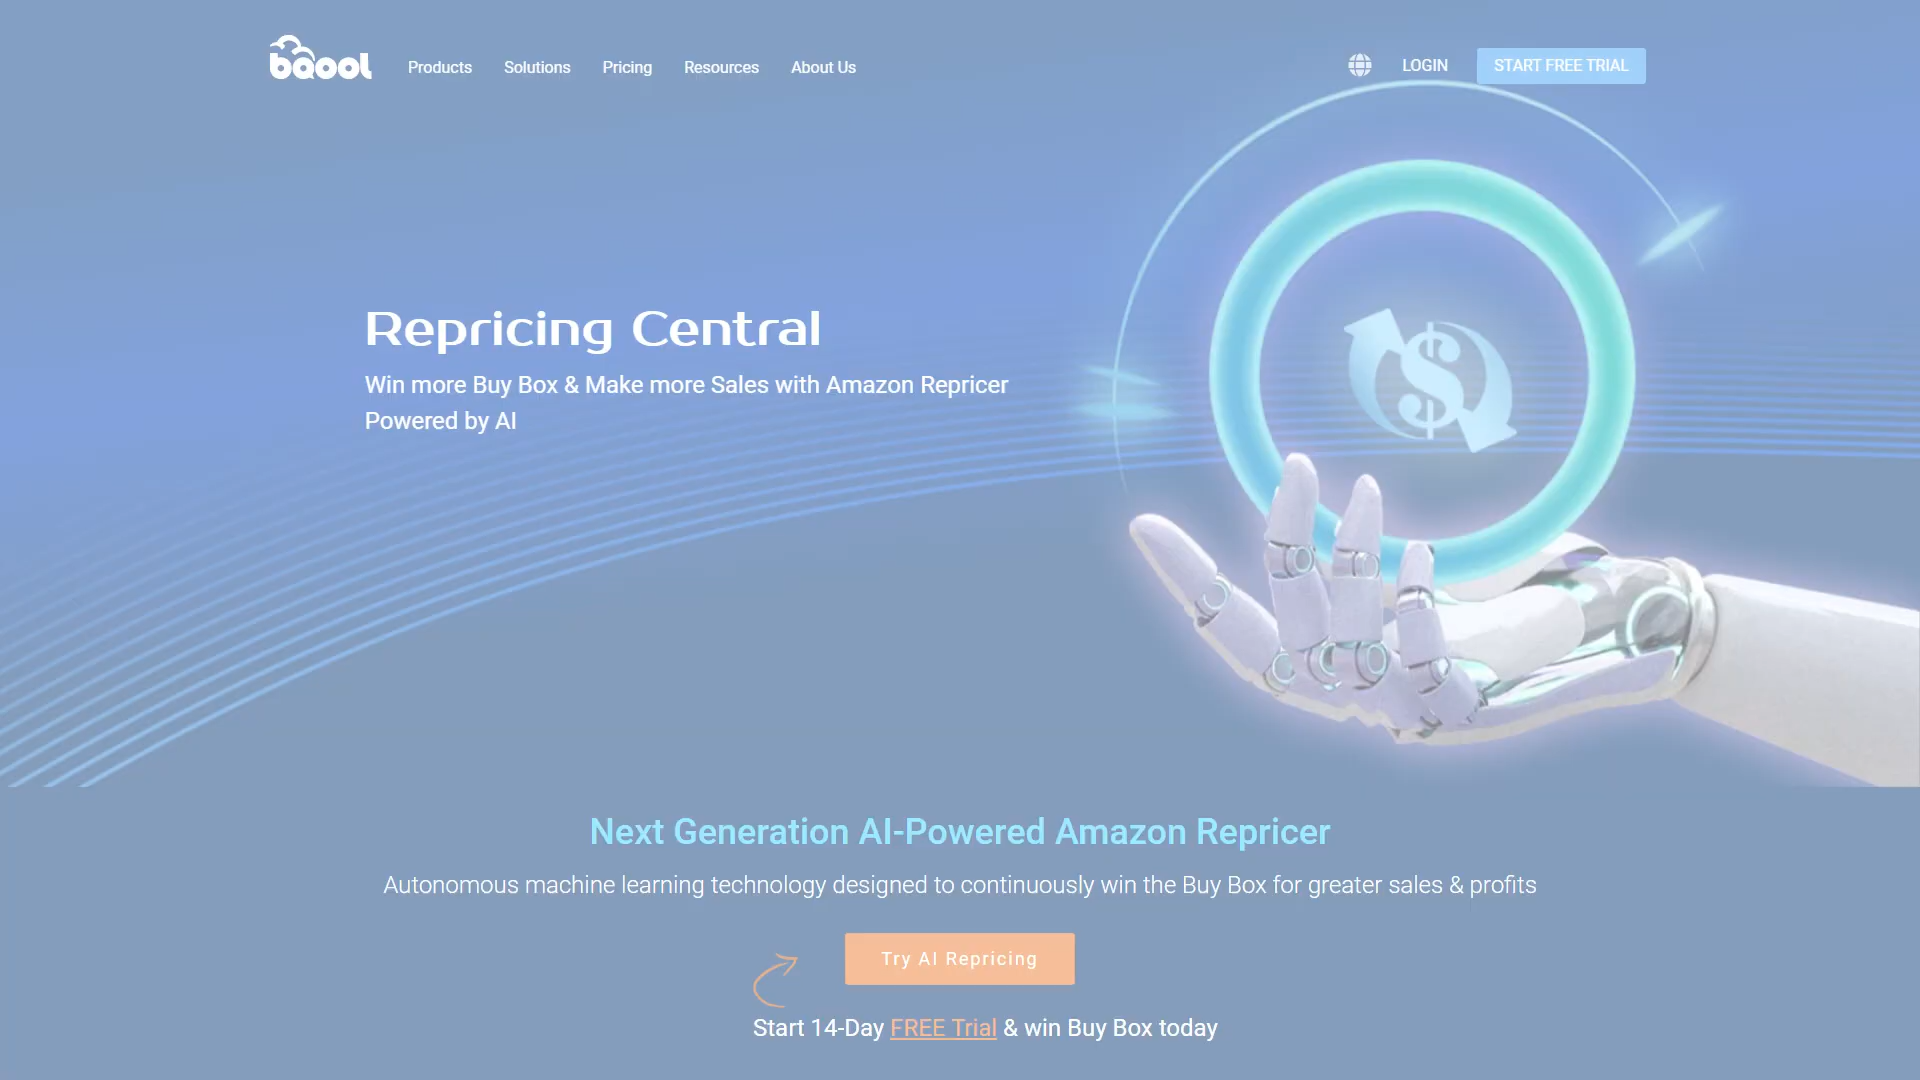 bqool
Products
Solutions
Pricing
Resources
About Us
LOGIN
START FREE TRIAL
Repricing Central
Win more Buy Box & Make more Sales with Amazon Repricer
Powered by AI
$
Next Generation AI-Powered Amazon Repricer
Autonomous machine learning technology designed to continuously win the Buy Box for greater sales & profits
Try AI Repricing
Start 14-Day FREE Trial & win Buy Box today